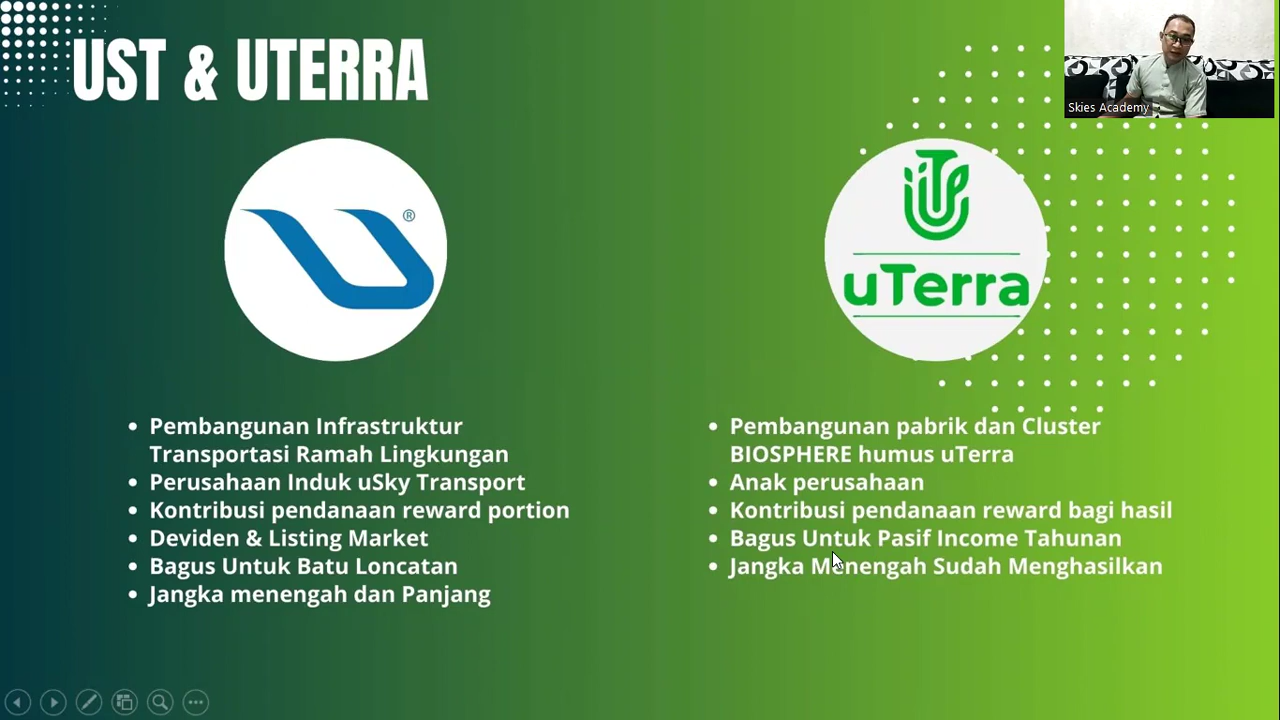 UST & UTERRA
Skies Academy
®
uTerra
Pembangunan Infrastruktur
Transportasi Ramah Lingkungan
Perusahaan Induk uSky Transport
Kontribusi pendanaan reward portion
Deviden & Listing Market
Bagus Untuk Batu Loncatan
Jangka menengah dan Panjang
Pembangunan pabrik dan Cluster
BIOSPHERE humus uTerra
Anak perusahaan
Kontribusi pendanaan reward bagi hasil
Bagus Untuk Pasif Income Tahunan
Jangka Menengah Sudah Menghasilkan